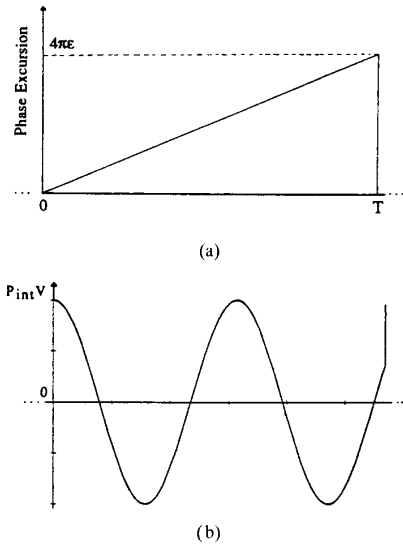 4πε
Phase Excursion
... ...
0 T
(a)
P_int V
0
... ...
(b)